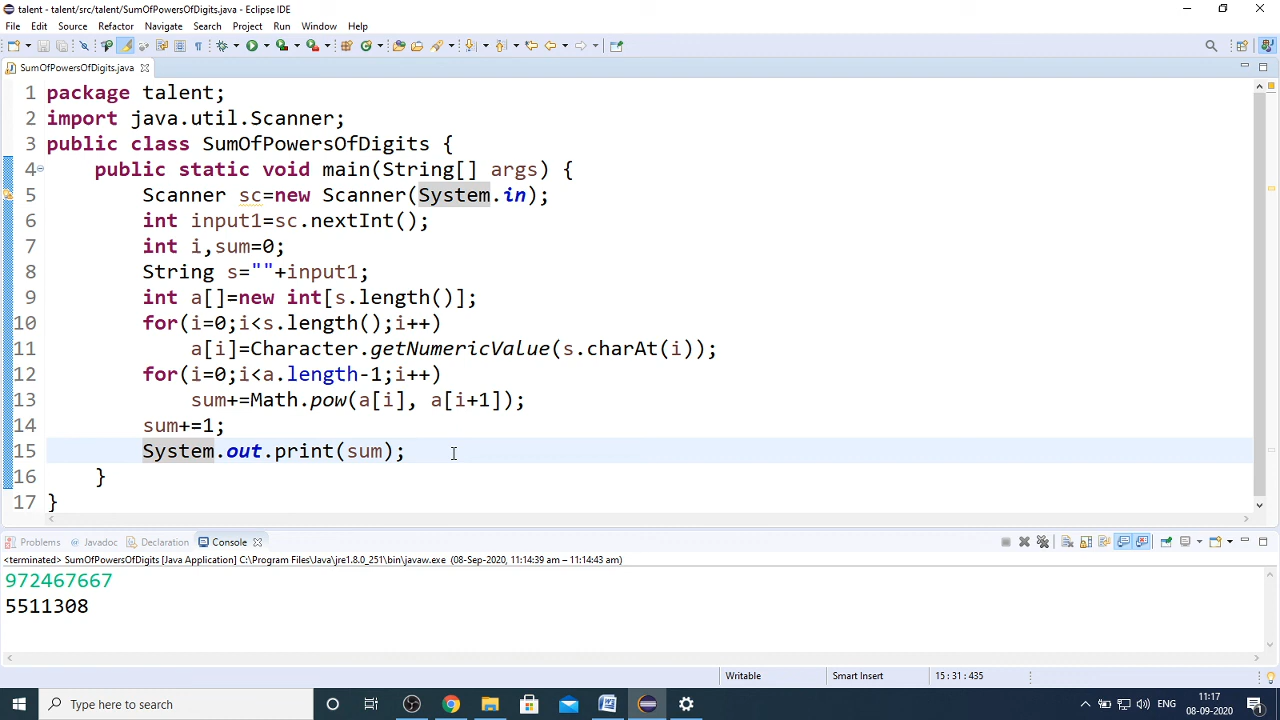 talent - talent/src/talent/SumOfPowersOfDigits.java - Eclipse IDE
File Edit Source Refactor Navigate Search Project Run Window Help
SumOfPowersOfDigits.java
1 package talent;
2 import java.util.Scanner;
3 public class SumOfPowersOfDigits {
4 public static void main(String[] args) {
5 Scanner sc=new Scanner(System.in);
6 int input1=sc.nextInt();
7 int i,sum=0;
8 String s=""+input1;
9 int a[]=new int[s.length()];
10 for(i=0;i<s.length();i++)
11 a[i]=Character.getNumericValue(s.charAt(i));
12 for(i=0;i<a.length-1;i++)
13 sum+=Math.pow(a[i], a[i+1]);
14 sum+=1;
15 System.out.print(sum);
16 }
17 }
Problems Javadoc Declaration Console
<terminated> SumOfPowersOfDigits [Java Application] C:\Program Files\Java\jre1.8.0_251\bin\javaw.exe (08-Sep-2020, 11:14:39 am – 11:14:43 am)
972467667
5511308
Writable Smart Insert 15 : 31 : 435
Type here to search
ENG
11:17
08-09-2020
1